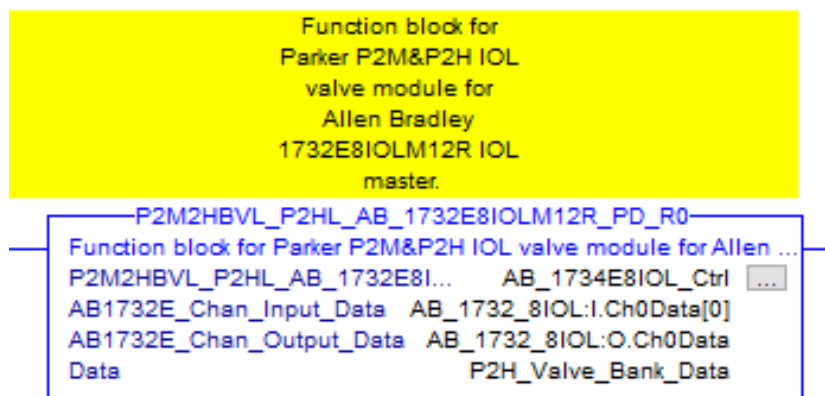 Function block for
Parker P2M&P2H IOL
valve module for
Allen Bradley
1732E8IOLM12R IOL
master.
P2M2HBVL_P2HL_AB_1732E8IOLM12R_PD_R0
Function block for Parker P2M&P2H IOL valve module for Allen ...
P2M2HBVL_P2HL_AB_1732E8I... AB_1734E8IOL_Ctrl ...
AB1732E_Chan_Input_Data AB_1732_8IOL:I.Ch0Data[0]
AB1732E_Chan_Output_Data AB_1732_8IOL:O.Ch0Data
Data P2H_Valve_Bank_Data